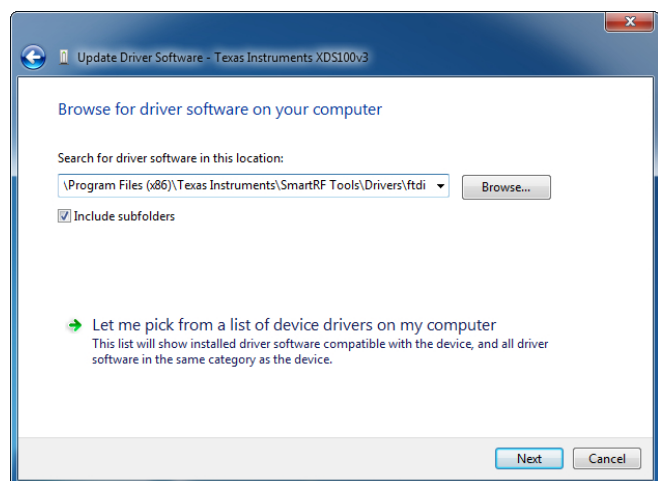 Update Driver Software - Texas Instruments XDS100v3
Browse for driver software on your computer
Search for driver software in this location:
\Program Files (x86)\Texas Instruments\SmartRF Tools\Drivers\ftdi
Browse...
Include subfolders
Let me pick from a list of device drivers on my computer
This list will show installed driver software compatible with the device, and all driver
software in the same category as the device.
Next
Cancel